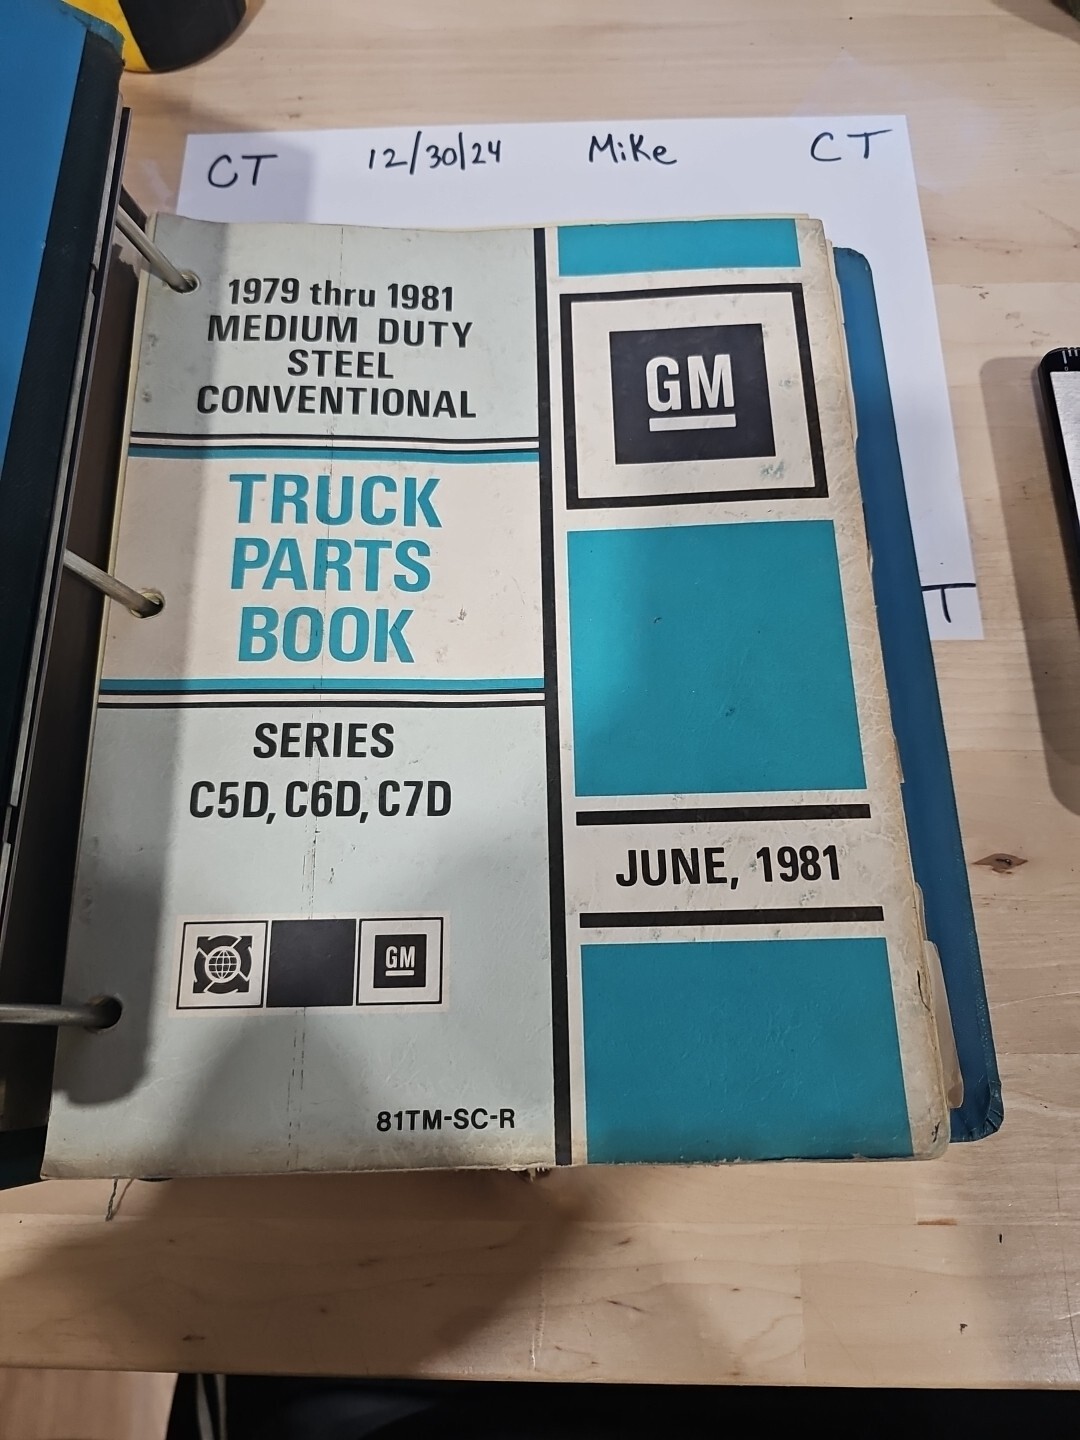 CT 12/30/24 Mike CT
1979 thru 1981
MEDIUM DUTY
STEEL
CONVENTIONAL
TRUCK
PARTS
BOOK
SERIES
C5D, C6D, C7D
GM
81TM-SC-R
GM
JUNE, 1981
T